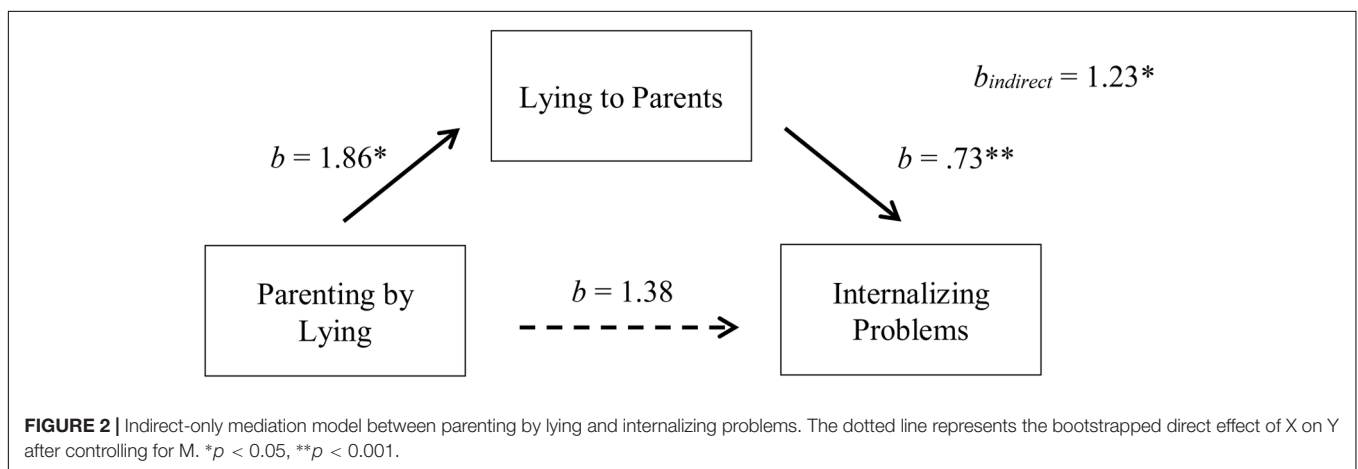 Lying to Parents
b_indirect = 1.23*
b = 1.86*
b = .73**
Parenting by
Lying
b = 1.38
Internalizing
Problems
FIGURE 2 | Indirect-only mediation model between parenting by lying and internalizing problems. The dotted line represents the bootstrapped direct effect of X on Y
after controlling for M. *p < 0.05, **p < 0.001.